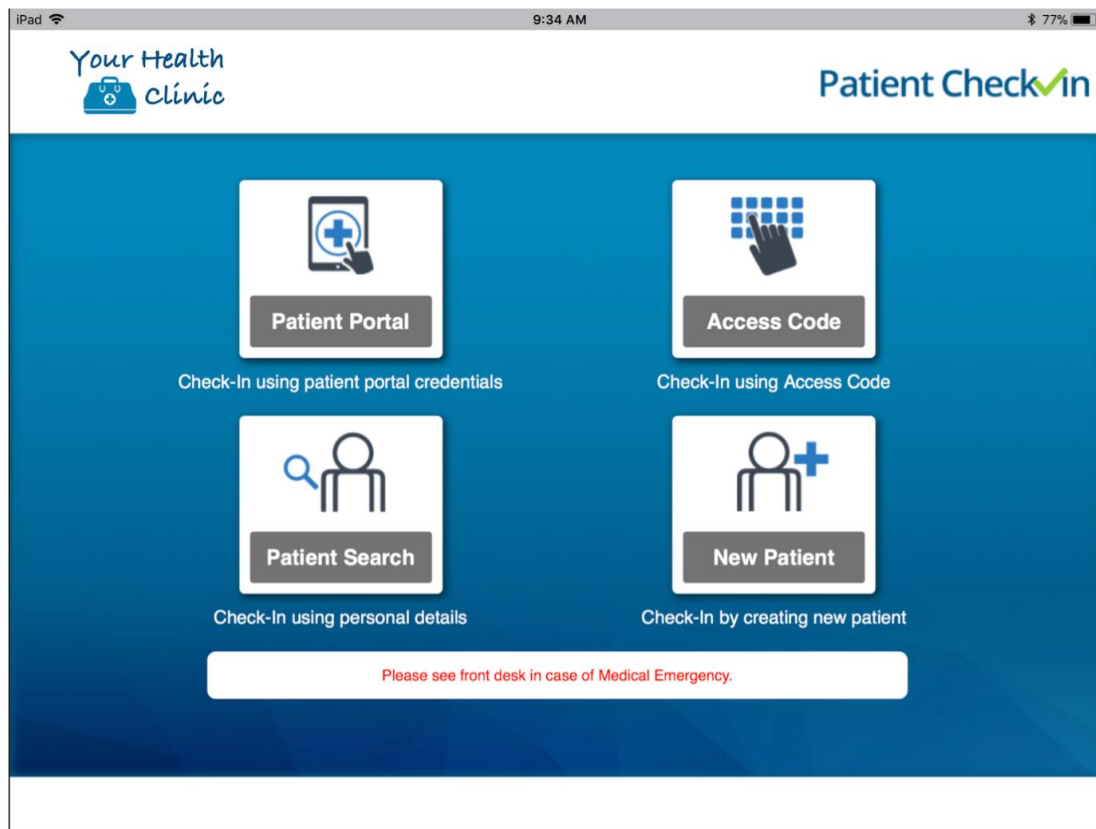 iPad
9:34 AM
77%
Your Health
Clinic
Patient Check in
Patient Portal
Access Code
Check-In using patient portal credentials
Check-In using Access Code
Patient Search
New Patient
Check-In using personal details
Check-In by creating new patient
Please see front desk in case of Medical Emergency.